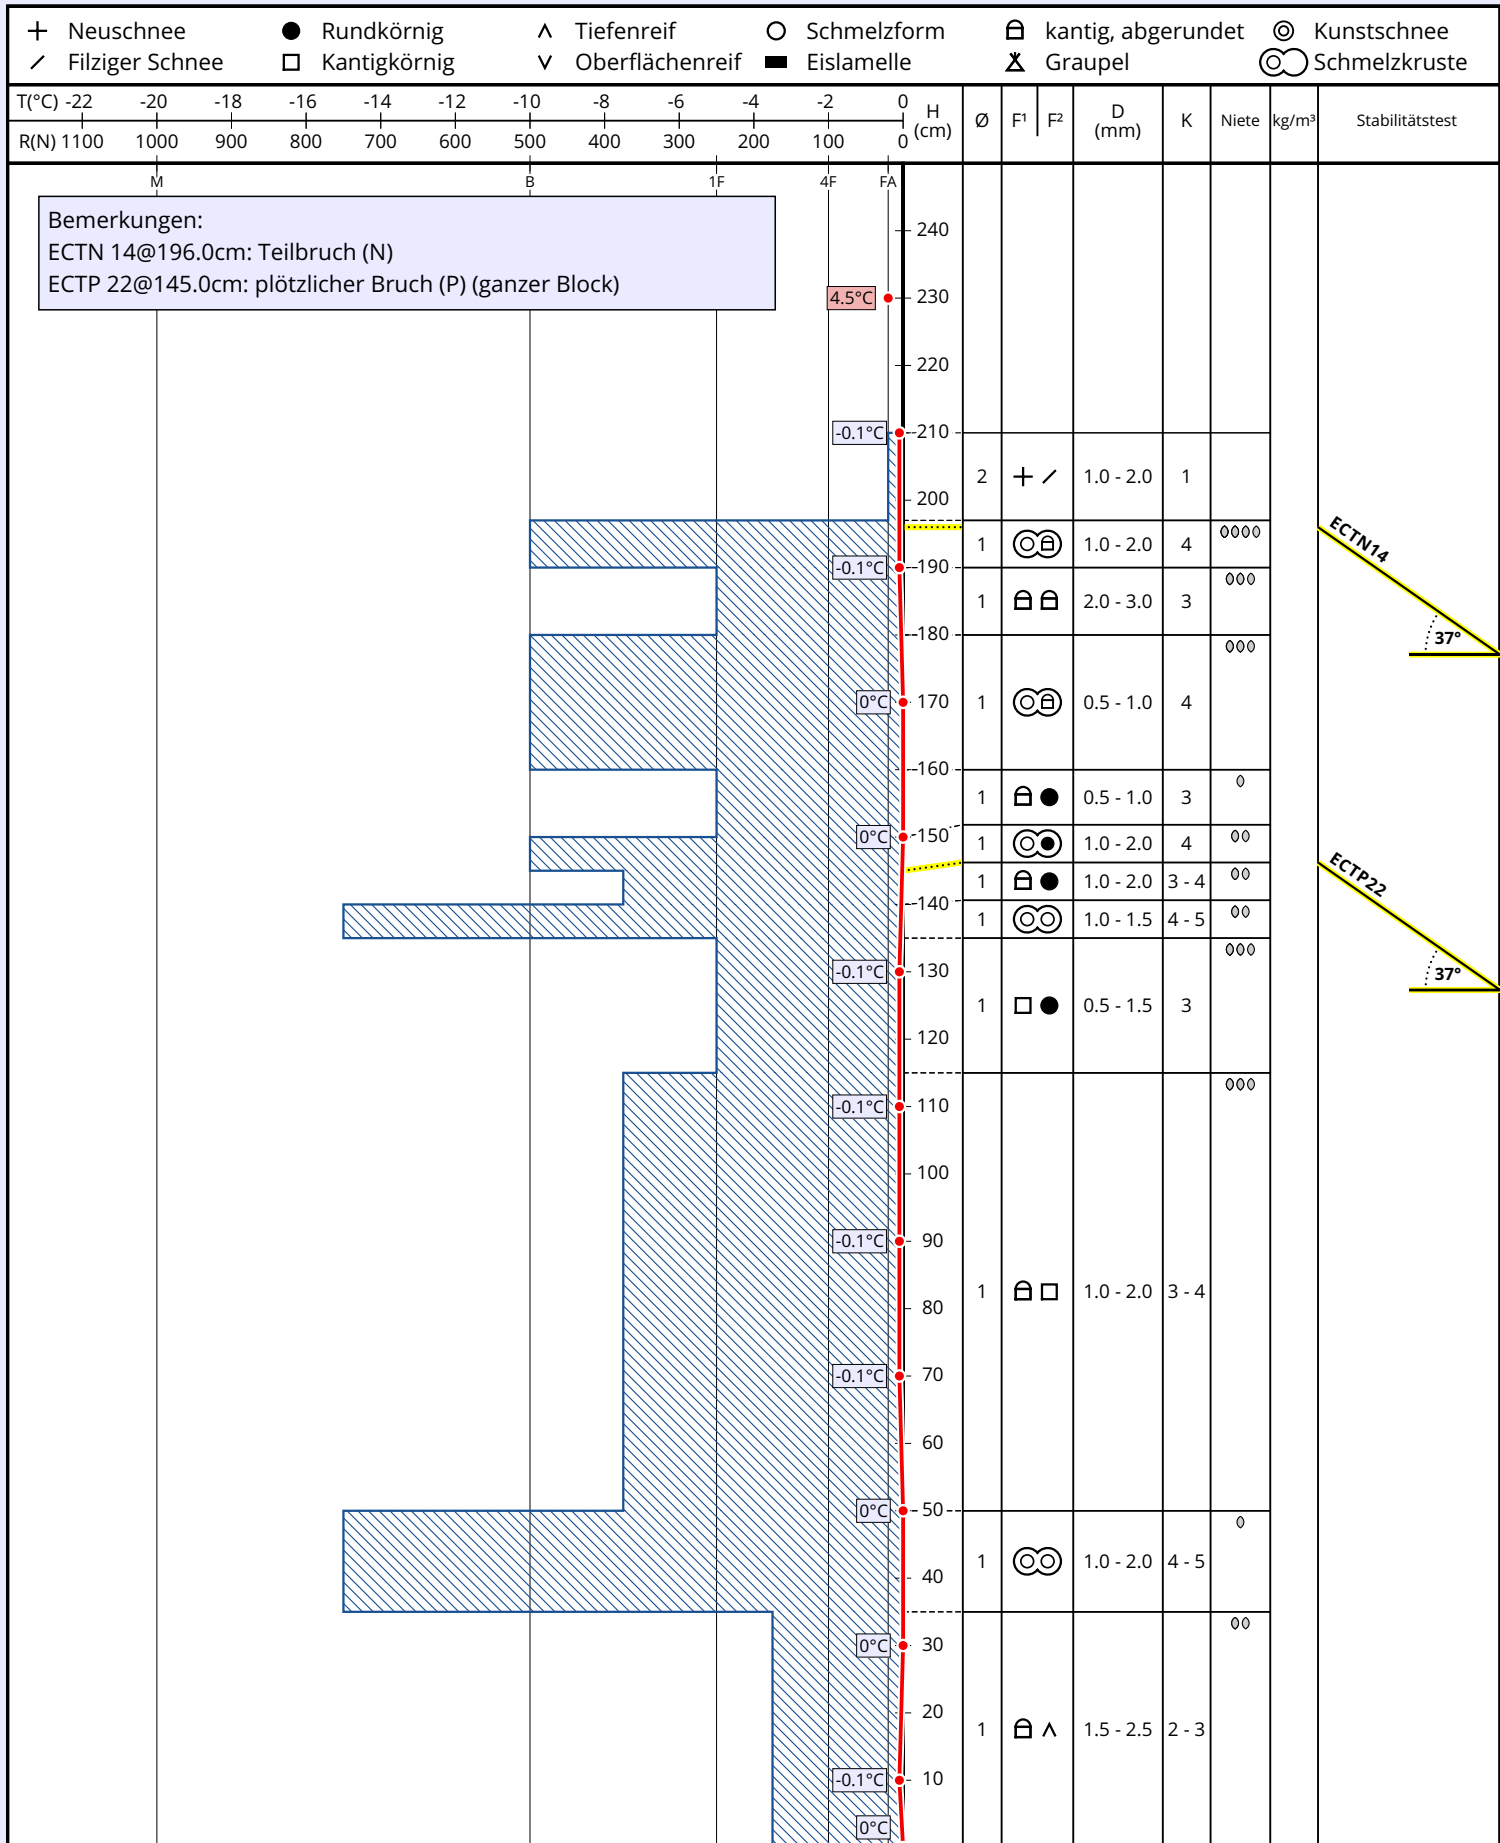 Neuschnee Rundkörnig Tiefenreif Schmelzform kantig, abgerundet Kunstschnee
Filziger Schnee Kantigkörnig Oberflächenreif Eislamelle Graupel Schmelzkruste
T(°C) -22 -20 -18 -16 -14 -12 -10 -8 -6 -4 -2 0
R(N) 1100 1000 900 800 700 600 500 400 300 200 100 0
H (cm) Ø F¹ F² D (mm) K Niete kg/m³ Stabilitätstest
M B 1F 4F FA
Bemerkungen:
ECTN 14@196.0cm: Teilbruch (N)
ECTP 22@145.0cm: plötzlicher Bruch (P) (ganzer Block)
240
4.5°C 230
220
-0.1°C 210
2 1.0 - 2.0 1
200
ECTN14
1 1.0 - 2.0 4
-0.1°C 190
1 2.0 - 3.0 3
180
37°
0°C 170 1 0.5 - 1.0 4
160
1 0.5 - 1.0 3
0°C 150
1 1.0 - 2.0 4
ECTP22
1 1.0 - 2.0 3 - 4
140
1 1.0 - 1.5 4 - 5
-0.1°C 130
37°
1 0.5 - 1.5 3
120
-0.1°C 110
100
-0.1°C 90
1 1.0 - 2.0 3 - 4
80
-0.1°C 70
60
0°C 50
1 1.0 - 2.0 4 - 5
40
0°C 30
20
1 1.5 - 2.5 2 - 3
-0.1°C 10
0°C